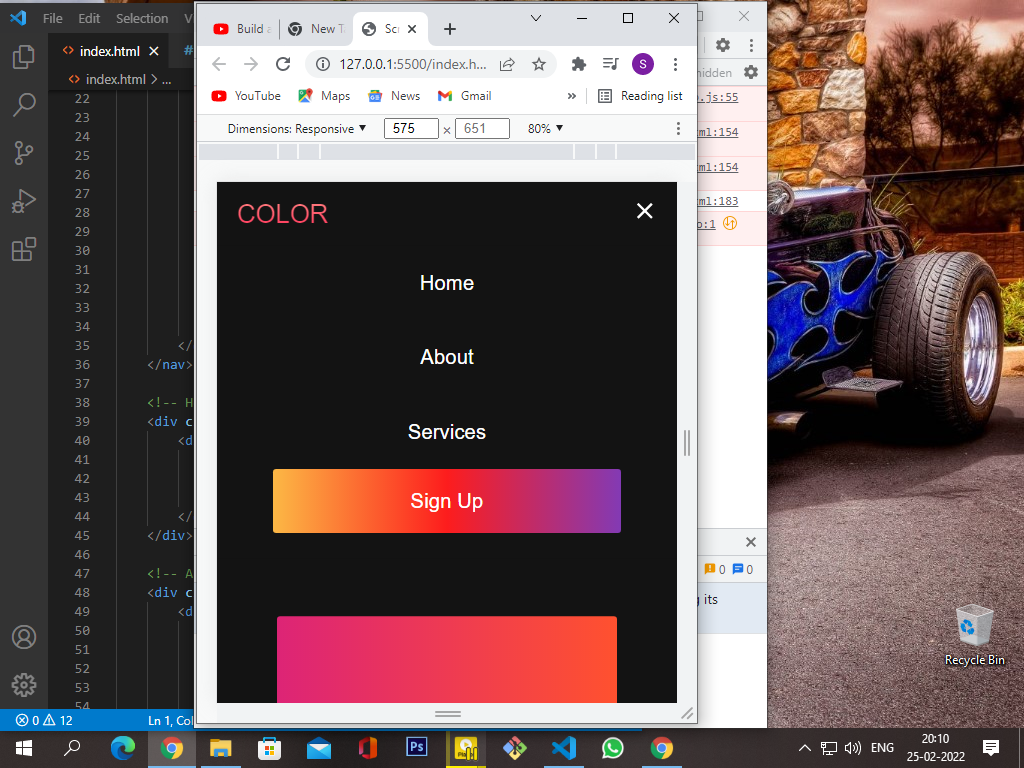 File Edit Selection V
index.html
#
index.html > ...
22
23
24
25
26
27
28
29
30
31
32
33
34
35 </
36 </nav>
37
38 <!-- H
39 <div c
40 <d
41
42
43
44 </
45 </div>
46
47 <!-- A
48 <div c
49 <d
50
51
52
53
54
0 12 Ln 1, Col
Build a
New T
Scr
127.0.0.1:5500/index.h...
S
YouTube Maps News Gmail » Reading list
Dimensions: Responsive 575 × 651 80%
COLOR
Home
About
Services
Sign Up
hidden
.js:55
ml:154
ml:154
ml:183
:1
0 0
its
Recycle Bin
Ps
ENG
20:10
25-02-2022